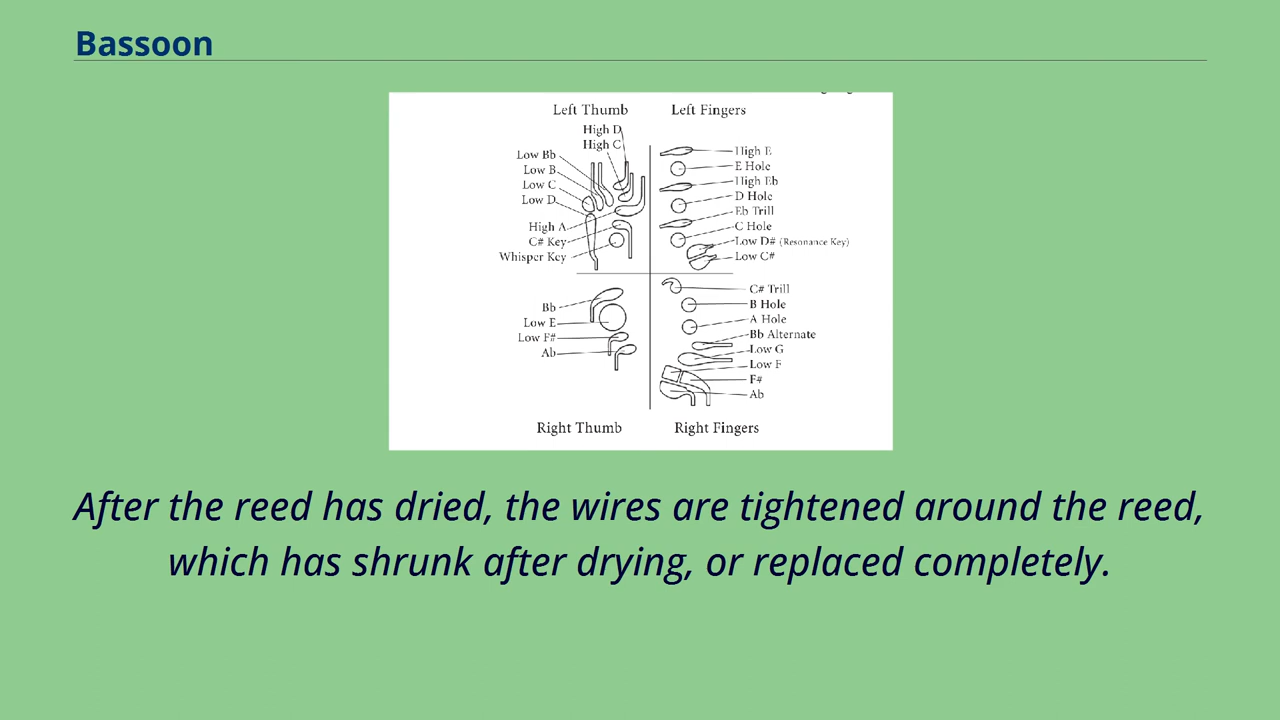 Bassoon
Left Thumb
Left Fingers
High D
High C
Low Bb
Low B
Low C
Low D
High A
C# Key
Whisper Key
High E
E Hole
High Eb
D Hole
Eb Trill
C Hole
Low D# (Resonance Key)
Low C#
Bb
Low E
Low F#
Ab
C# Trill
B Hole
A Hole
Bb Alternate
Low G
Low F
F#
Ab
Right Thumb
Right Fingers
After the reed has dried, the wires are tightened around the reed,
which has shrunk after drying, or replaced completely.